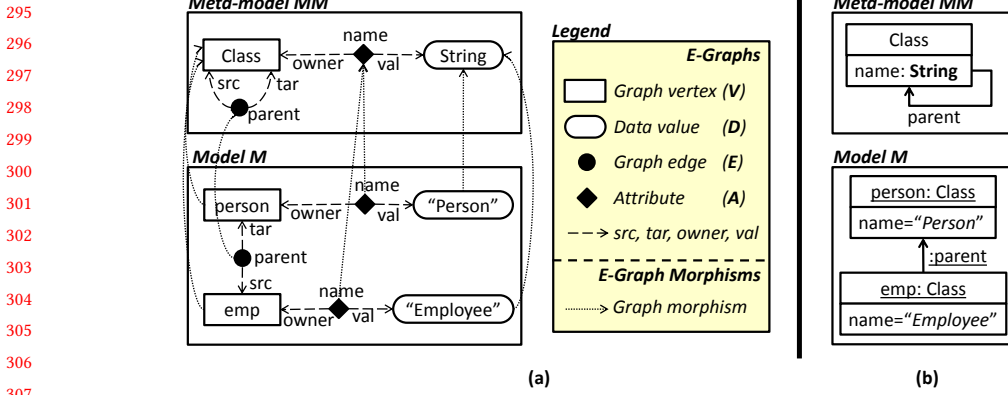 295
296
297
298
299
300
301
302
303
304
305
306
307
Meta-model MM
Class
owner
name
val
String
src
tar
parent
Model M
person
owner
name
val
"Person"
tar
parent
src
emp
owner
name
val
"Employee"
Legend
E-Graphs
Graph vertex (V)
Data value (D)
Graph edge (E)
Attribute (A)
src, tar, owner, val
E-Graph Morphisms
Graph morphism
(a)
Meta-model MM
Class
name: String
parent
Model M
person: Class
name="Person"
:parent
emp: Class
name="Employee"
(b)